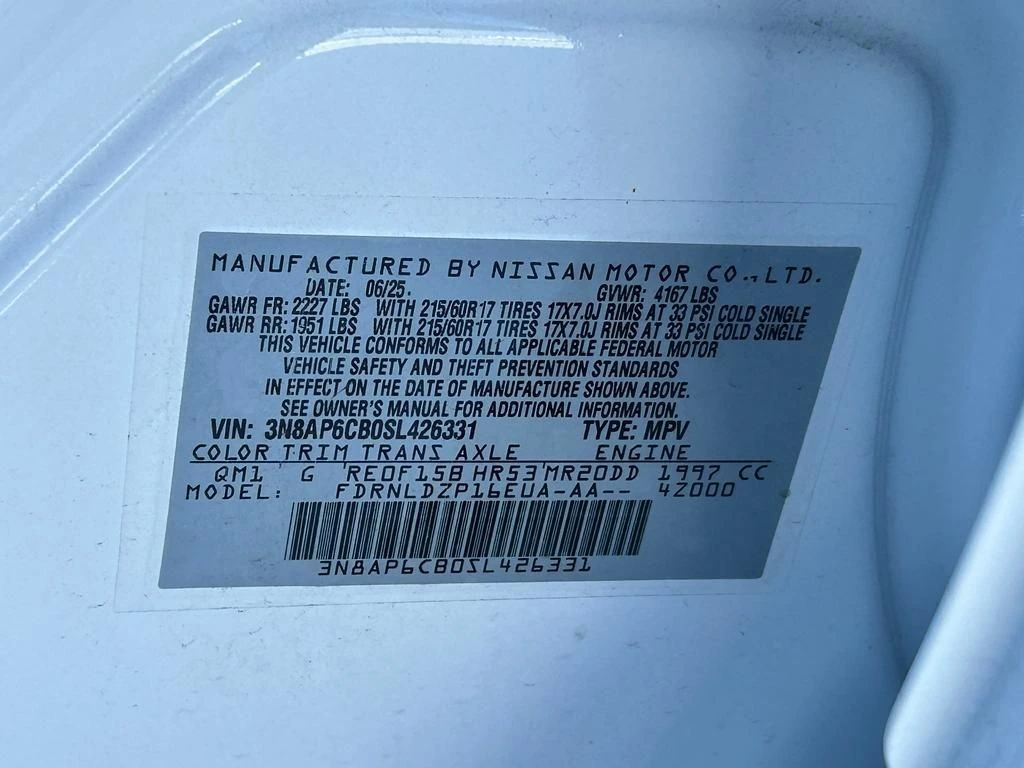 MANUFACTURED BY NISSAN MOTOR CO., LTD.
DATE: 06/25. GVWR: 4167 LBS
GAWR FR: 2227 LBS WITH 215/60R17 TIRES 17X7.0J RIMS AT 33 PSI COLD SINGLE
GAWR RR: 1951 LBS WITH 215/60R17 TIRES 17X7.0J RIMS AT 33 PSI COLD SINGLE
THIS VEHICLE CONFORMS TO ALL APPLICABLE FEDERAL MOTOR
VEHICLE SAFETY AND THEFT PREVENTION STANDARDS
IN EFFECT ON THE DATE OF MANUFACTURE SHOWN ABOVE.
SEE OWNER'S MANUAL FOR ADDITIONAL INFORMATION.
VIN: 3N8AP6CB0SL426331 TYPE: MPV
COLOR TRIM TRANS AXLE ENGINE
QM1 G RE0F15B HR53 MR20DD 1997 CC
MODEL: FDRNLDZP16EUA-AA-- 4Z000
3N8AP6CB0SL426331